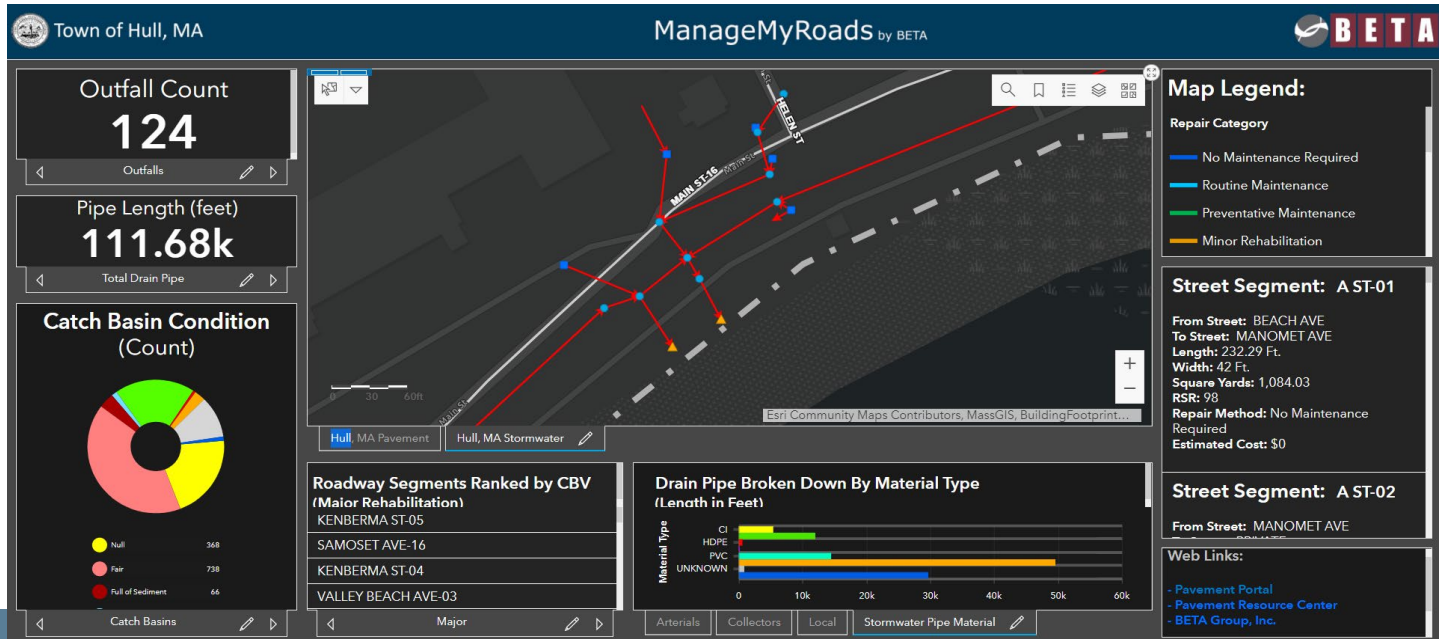 Town of Hull, MA
ManageMyRoads by BETA
BETA
Outfall Count
124
Outfalls
Pipe Length (feet)
111.68k
Total Drain Pipe
Catch Basin Condition
(Count)
Null 368
Fair 738
Full of Sediment 66
Catch Basins
HELEN ST
St
MAIN ST-16
Main St
Main St
0 30 60ft
Esri Community Maps Contributors, MassGIS, BuildingFootprint...
Hull, MA Pavement
Hull, MA Stormwater
Roadway Segments Ranked by CBV
(Major Rehabilitation)
KENBERMA ST-05
SAMOSET AVE-16
KENBERMA ST-04
VALLEY BEACH AVE-03
Major
Drain Pipe Broken Down By Material Type
(Length in Feet)
Material Type
CI
HDPE
PVC
UNKNOWN
0 10k 20k 30k 40k 50k 60k
Arterials
Collectors
Local
Stormwater Pipe Material
Map Legend:
Repair Category
No Maintenance Required
Routine Maintenance
Preventative Maintenance
Minor Rehabilitation
Street Segment: A ST-01
From Street: BEACH AVE
To Street: MANOMET AVE
Length: 232.29 Ft.
Width: 42 Ft.
Square Yards: 1,084.03
RSR: 98
Repair Method: No Maintenance
Required
Estimated Cost: $0
Street Segment: A ST-02
From Street: MANOMET AVE
Web Links:
- Pavement Portal
- Pavement Resource Center
- BETA Group, Inc.